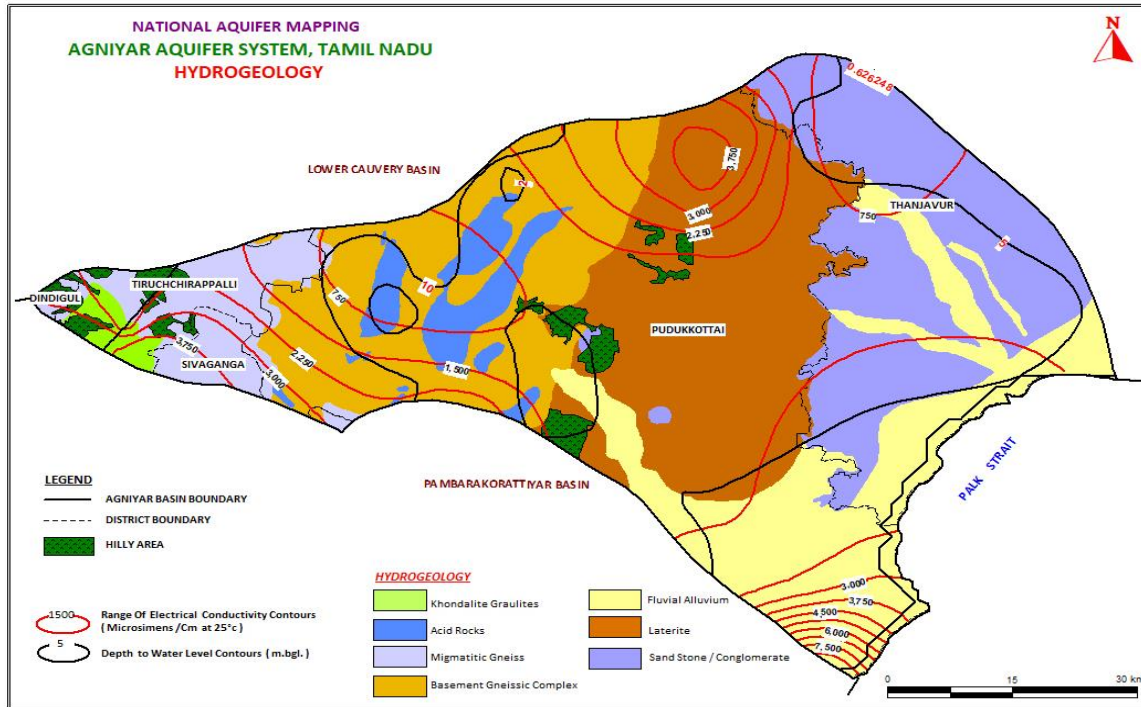 NATIONAL AQUIFER MAPPING
AGNIYAR AQUIFER SYSTEM, TAMIL NADU
HYDROGEOLOGY
N
0.626248
LOWER CAUVERY BASIN
3,750
2
3,000
2,250
THANJAVUR
750
5
TIRUCHCHIRAPPALLI
DINDIGUL
10
750
PUDUKKOTTAI
3,750
SIVAGANGA
2,250
3,000
1,500
PALK STRAIT
PAMBARAKORATTIYAR BASIN
LEGEND
AGNIYAR BASIN BOUNDARY
DISTRICT BOUNDARY
HILLY AREA
3,000
3,750
4,500
6,000
7,500
HYDROGEOLOGY
Khondalite Graulites
Acid Rocks
Migmatitic Gneiss
Basement Gneissic Complex
Fluvial Alluvium
Laterite
Sand Stone / Conglomerate
1500
Range Of Electrical Conductivity Contours
( Microsimens /Cm at 25°c )
5
Depth to Water Level Contours ( m.bgl. )
0 15 30 km